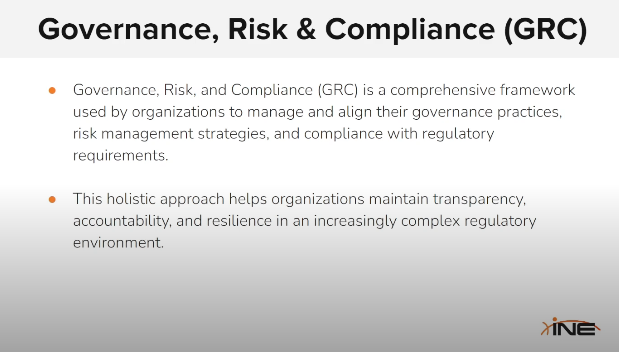 Governance, Risk & Compliance (GRC)
Governance, Risk, and Compliance (GRC) is a comprehensive framework
used by organizations to manage and align their governance practices,
risk management strategies, and compliance with regulatory
requirements.
This holistic approach helps organizations maintain transparency,
accountability, and resilience in an increasingly complex regulatory
environment.
iNE